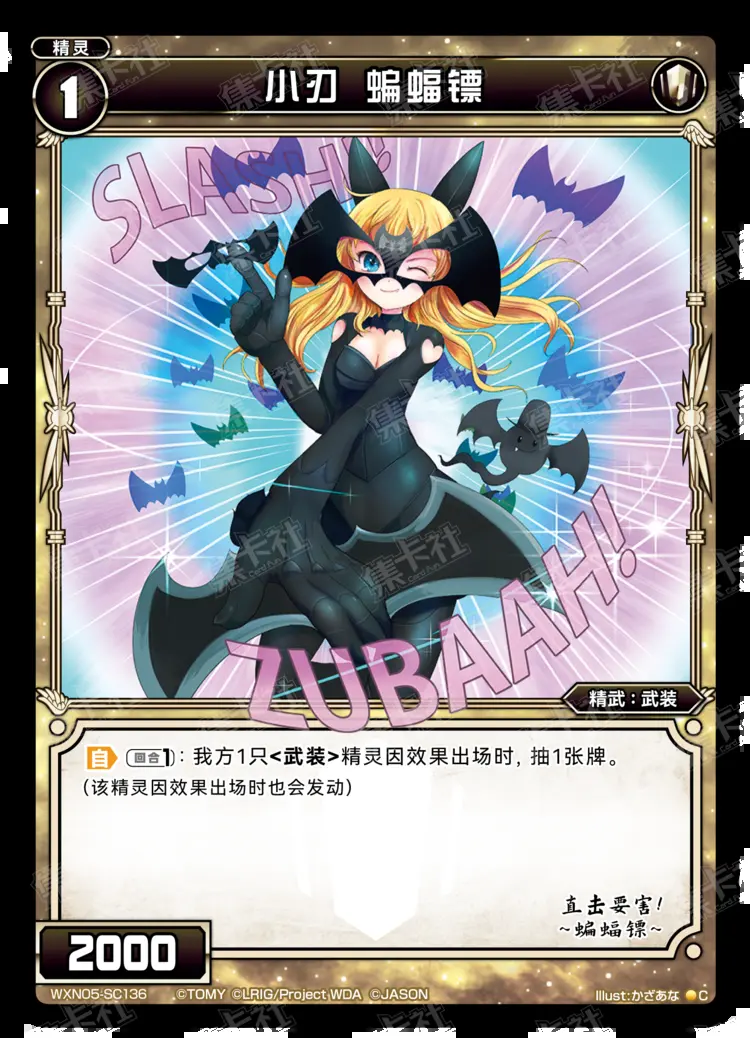 精灵
1
小刃 蝙蝠镖
SLASH!!
ZUBAAH!
精武：武装
自 回合1：我方1只<武装>精灵因效果出场时，抽1张牌。
（该精灵因效果出场时也会发动）
直击要害！
~蝙蝠镖~
2000
WXN05-SC136 ©TOMY ©LRIG/Project WDA ©JASON
Illust:かざあな C
集卡社